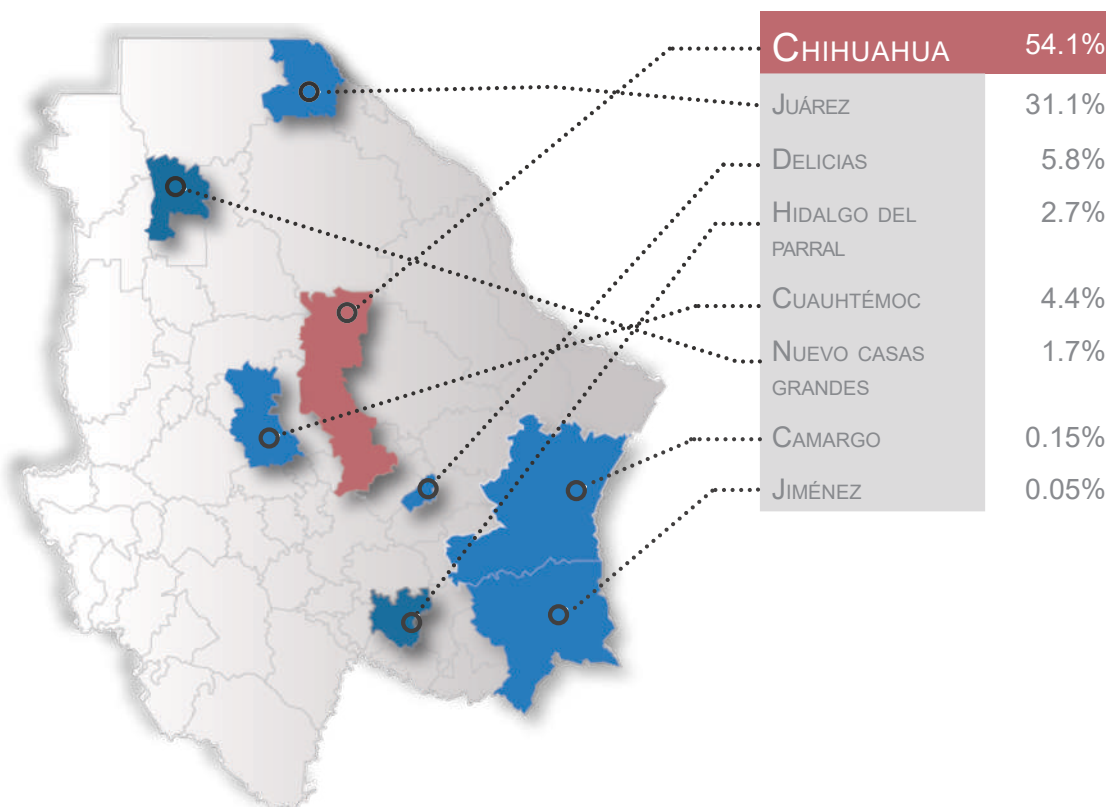 CHIHUAHUA 54.1%
JUÁREZ 31.1%
DELICIAS 5.8%
HIDALGO DEL 2.7%
PARRAL
CUAUHTÉMOC 4.4%
NUEVO CASAS 1.7%
GRANDES
CAMARGO 0.15%
JIMÉNEZ 0.05%